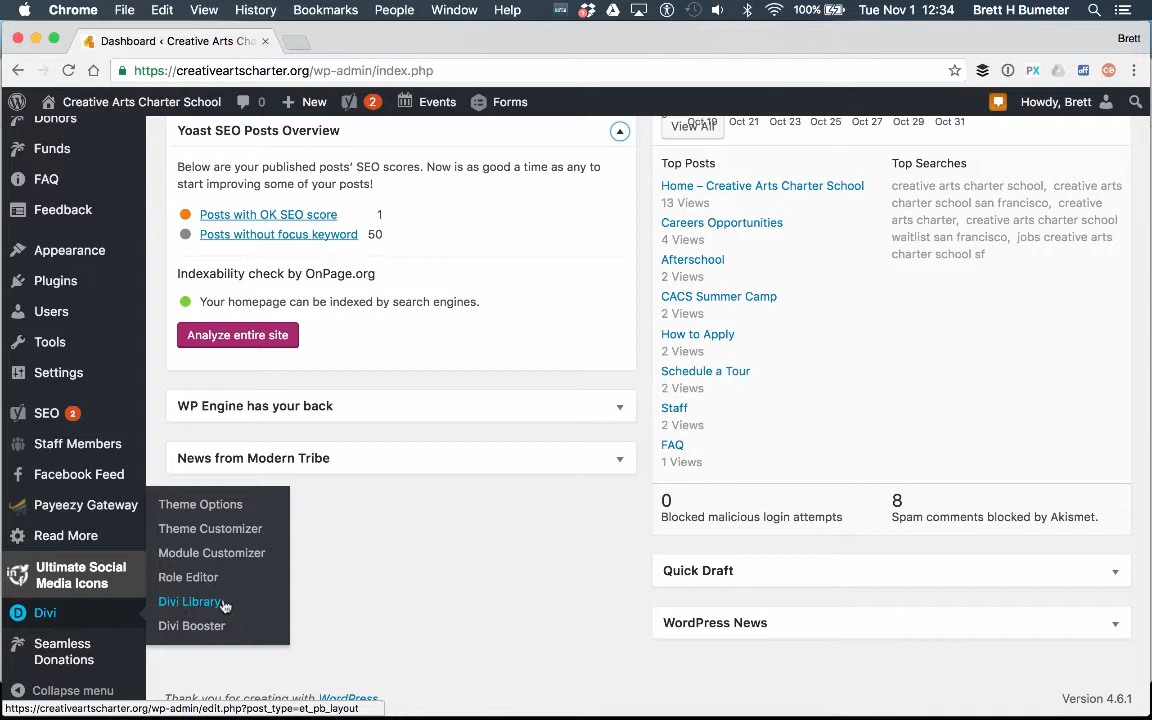 Chrome File Edit View History Bookmarks People Window Help
1
100%
Tue Nov 1 12:34
Brett H Bumeter
Dashboard ‹ Creative Arts Cha
Brett
https://creativeartscharter.org/wp-admin/index.php
Creative Arts Charter School
0
New
2
Events
Forms
Howdy, Brett
Donors
Funds
FAQ
Feedback
Appearance
Plugins
Users
Tools
Settings
SEO 2
Staff Members
Facebook Feed
Payeezy Gateway
Read More
Ultimate Social
Media Icons
Divi
Seamless
Donations
Collapse menu
Theme Options
Theme Customizer
Module Customizer
Role Editor
Divi Library
Divi Booster
Yoast SEO Posts Overview
Below are your published posts’ SEO scores. Now is as good a time as any to
start improving some of your posts!
Posts with OK SEO score 1
Posts without focus keyword 50
Indexability check by OnPage.org
Your homepage can be indexed by search engines.
Analyze entire site
WP Engine has your back
News from Modern Tribe
Thank you for creating with WordPress.
https://creativeartscharter.org/wp-admin/edit.php?post_type=et_pb_layout
Oct 19 Oct 21 Oct 23 Oct 25 Oct 27 Oct 29 Oct 31
View All
Top Posts
Home – Creative Arts Charter School
13 Views
Careers Opportunities
4 Views
Afterschool
2 Views
CACS Summer Camp
2 Views
How to Apply
2 Views
Schedule a Tour
2 Views
Staff
2 Views
FAQ
1 Views
Top Searches
creative arts charter school, creative arts
charter school san francisco, creative
arts charter, creative arts charter school
waitlist san francisco, jobs creative arts
charter school sf
0
Blocked malicious login attempts
8
Spam comments blocked by Akismet.
Quick Draft
WordPress News
Version 4.6.1